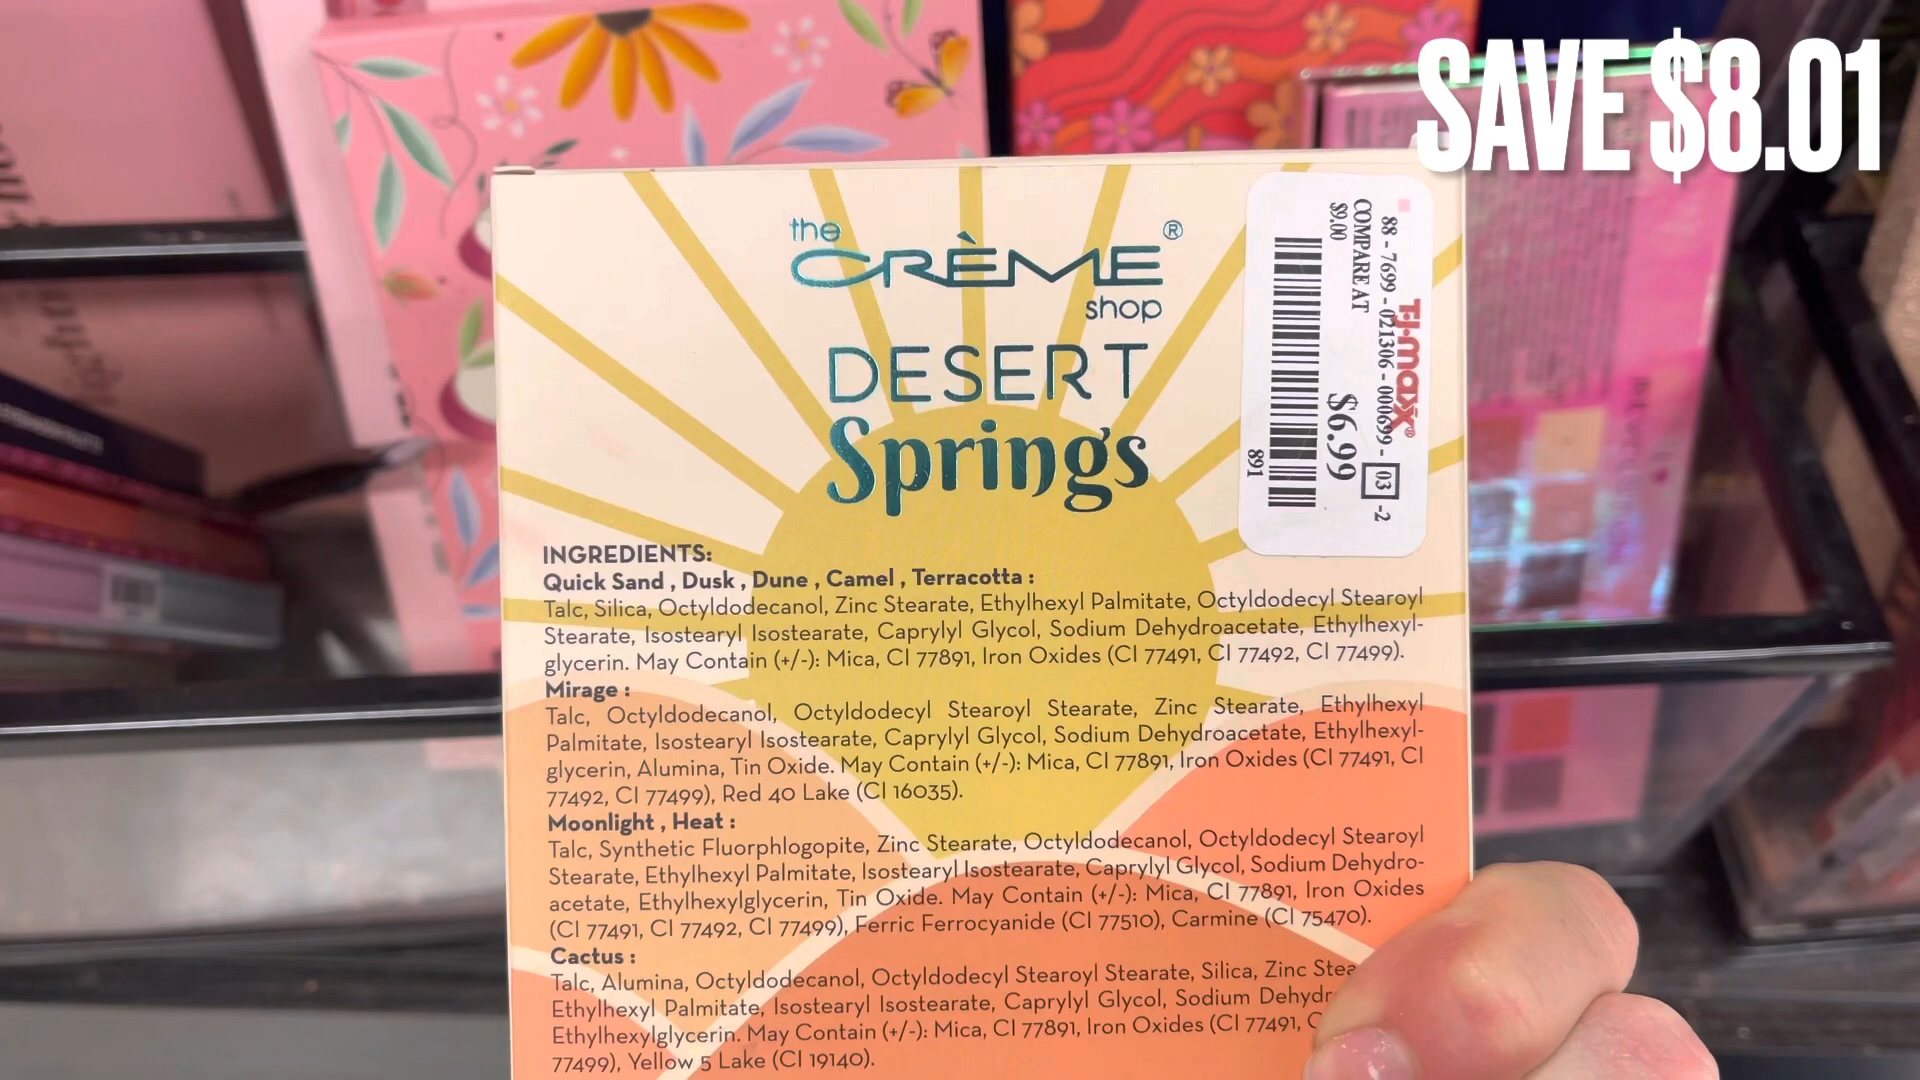 SAVE $8.01
the
CRÈME®
shop
DESERT
Springs
T·J·maxx®
88 - 7699 - 021306 - 000699 - 03 -2
COMPARE AT
$9.00
$6.99
891
INGREDIENTS:
Quick Sand , Dusk , Dune , Camel , Terracotta :
Talc, Silica, Octyldodecanol, Zinc Stearate, Ethylhexyl Palmitate, Octyldodecyl Stearoyl
Stearate, Isostearyl Isostearate, Caprylyl Glycol, Sodium Dehydroacetate, Ethylhexyl-
glycerin. May Contain (+/-): Mica, CI 77891, Iron Oxides (CI 77491, CI 77492, CI 77499).
Mirage :
Talc, Octyldodecanol, Octyldodecyl Stearoyl Stearate, Zinc Stearate, Ethylhexyl
Palmitate, Isostearyl Isostearate, Caprylyl Glycol, Sodium Dehydroacetate, Ethylhexyl-
glycerin, Alumina, Tin Oxide. May Contain (+/-): Mica, CI 77891, Iron Oxides (CI 77491, CI
77492, CI 77499), Red 40 Lake (CI 16035).
Moonlight , Heat :
Talc, Synthetic Fluorphlogopite, Zinc Stearate, Octyldodecanol, Octyldodecyl Stearoyl
Stearate, Ethylhexyl Palmitate, Isostearyl Isostearate, Caprylyl Glycol, Sodium Dehydro-
acetate, Ethylhexylglycerin, Tin Oxide. May Contain (+/-): Mica, CI 77891, Iron Oxides
(CI 77491, CI 77492, CI 77499), Ferric Ferrocyanide (CI 77510), Carmine (CI 75470).
Cactus :
Talc, Alumina, Octyldodecanol, Octyldodecyl Stearoyl Stearate, Silica, Zinc Stea
Ethylhexyl Palmitate, Isostearyl Isostearate, Caprylyl Glycol, Sodium Dehydr
Ethylhexylglycerin. May Contain (+/-): Mica, CI 77891, Iron Oxides (CI 77491, C
77499), Yellow 5 Lake (CI 19140).